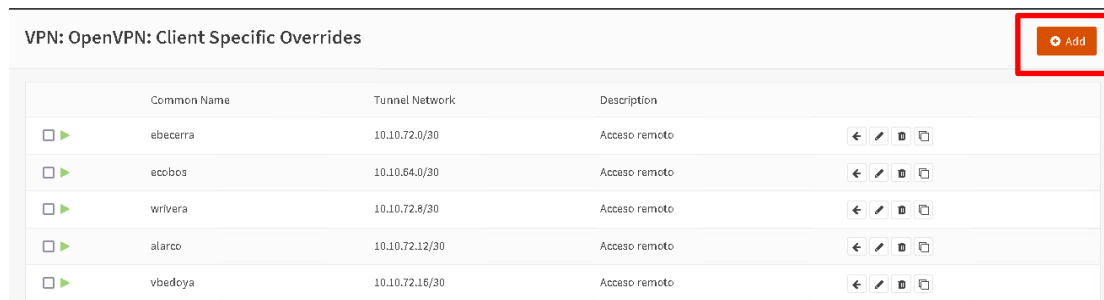 VPN: OpenVPN: Client Specific Overrides
Add
Common Name Tunnel Network Description
ebecerra 10.10.72.0/30 Acceso remoto
ecobos 10.10.64.0/30 Acceso remoto
wrivera 10.10.72.8/30 Acceso remoto
alarco 10.10.72.12/30 Acceso remoto
vbedoya 10.10.72.16/30 Acceso remoto